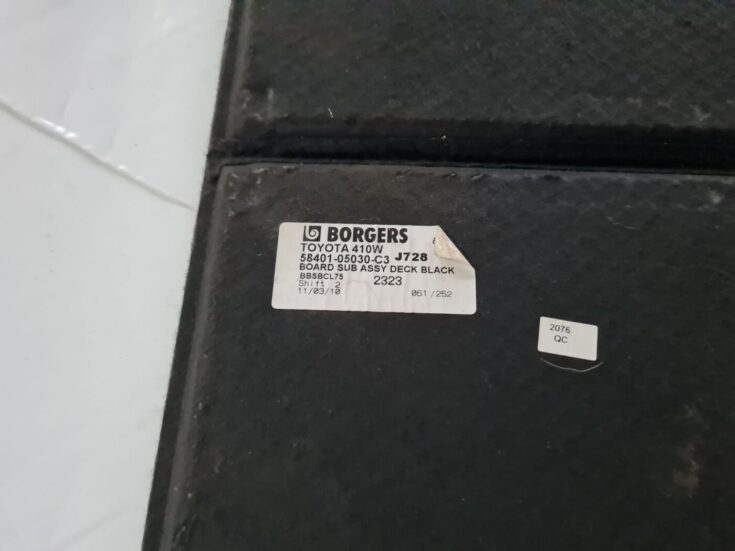 BORGERS
TOYOTA 410W
58401-05030-C3 J728
BOARD SUB ASSY DECK BLACK
BBSBCL75 2323
Shift 2
11/03/10 061/252
2076
QC